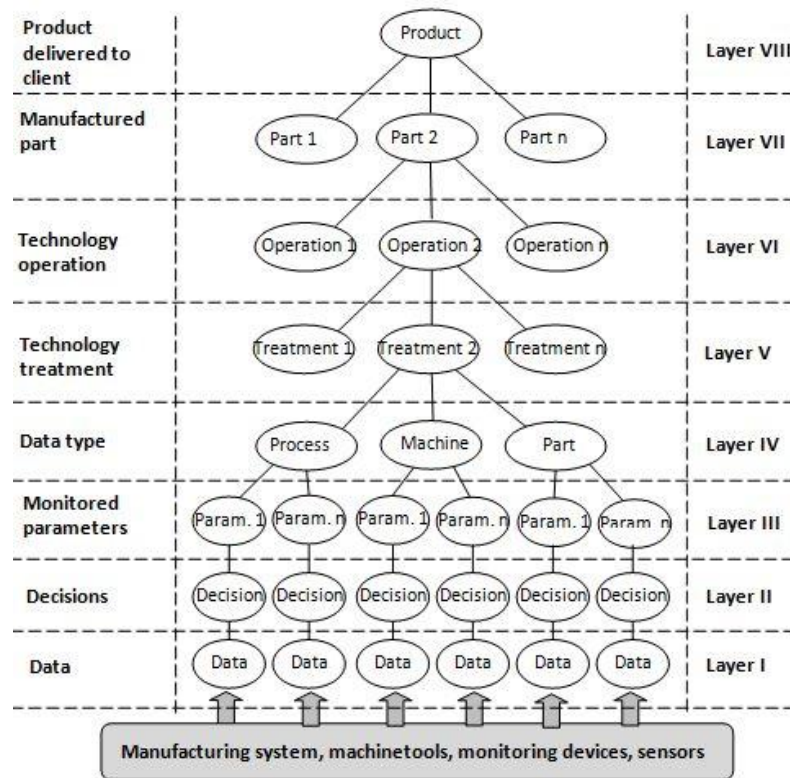 Product
delivered to
client
Product
Layer VIII
Manufactured
part
Part 1 Part 2 Part n
Layer VII
Technology
operation
Operation 1 Operation 2 Operation n
Layer VI
Technology
treatment
Treatment 1 Treatment 2 Treatment n
Layer V
Data type
Process Machine Part
Layer IV
Monitored
parameters
Param. 1 Param. n Param. 1 Param. n Param. 1 Param. n
Layer III
Decisions
Decision Decision Decision Decision Decision Decision
Layer II
Data
Data Data Data Data Data Data
Layer I
Manufacturing system, machinetools, monitoring devices, sensors